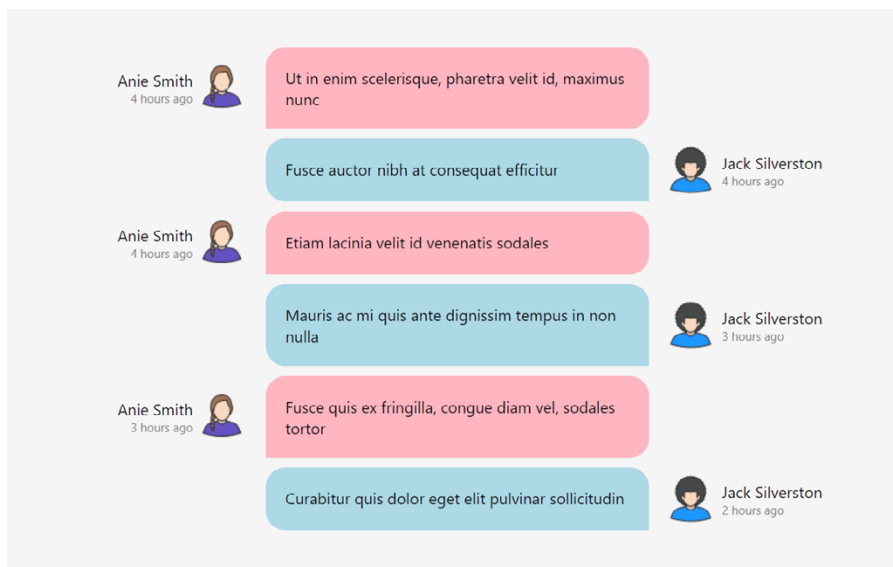 Anie Smith
4 hours ago
Ut in enim scelerisque, pharetra velit id, maximus
nunc
Fusce auctor nibh at consequat efficitur
Jack Silverston
4 hours ago
Anie Smith
4 hours ago
Etiam lacinia velit id venenatis sodales
Mauris ac mi quis ante dignissim tempus in non
nulla
Jack Silverston
3 hours ago
Anie Smith
3 hours ago
Fusce quis ex fringilla, congue diam vel, sodales
tortor
Curabitur quis dolor eget elit pulvinar sollicitudin
Jack Silverston
2 hours ago